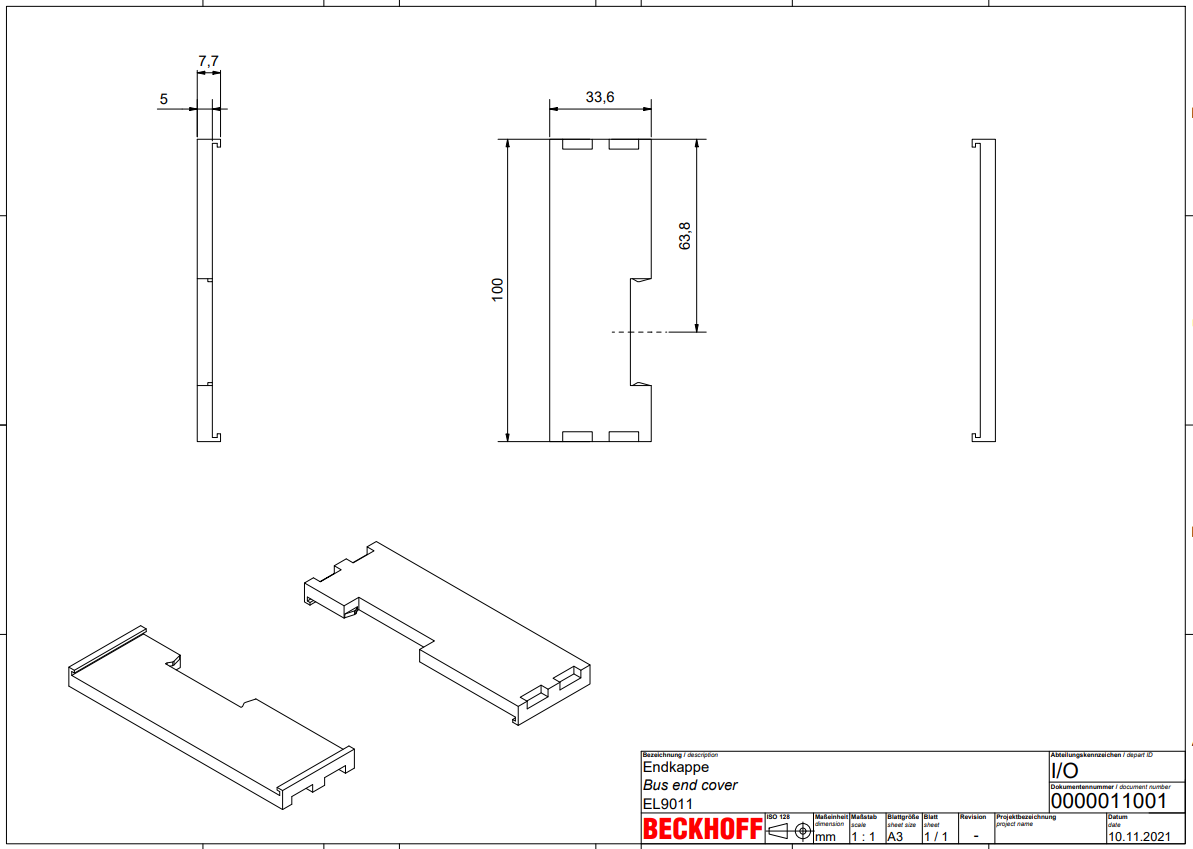 7,7
5
33,6
63,8
100
Bezeichnung / description
Endkappe
Bus end cover
EL9011
Abteilungskennzeichen / depart ID
I/O
Dokumentennummer / document number
0000011001
BECKHOFF
ISO 128
Maßeinheit
dimension
mm
Maßstab
scale
1 : 1
Blattgröße
sheet size
A3
Blatt
sheet
1 / 1
Revision
-
Projektbezeichnung
project name
Datum
date
10.11.2021